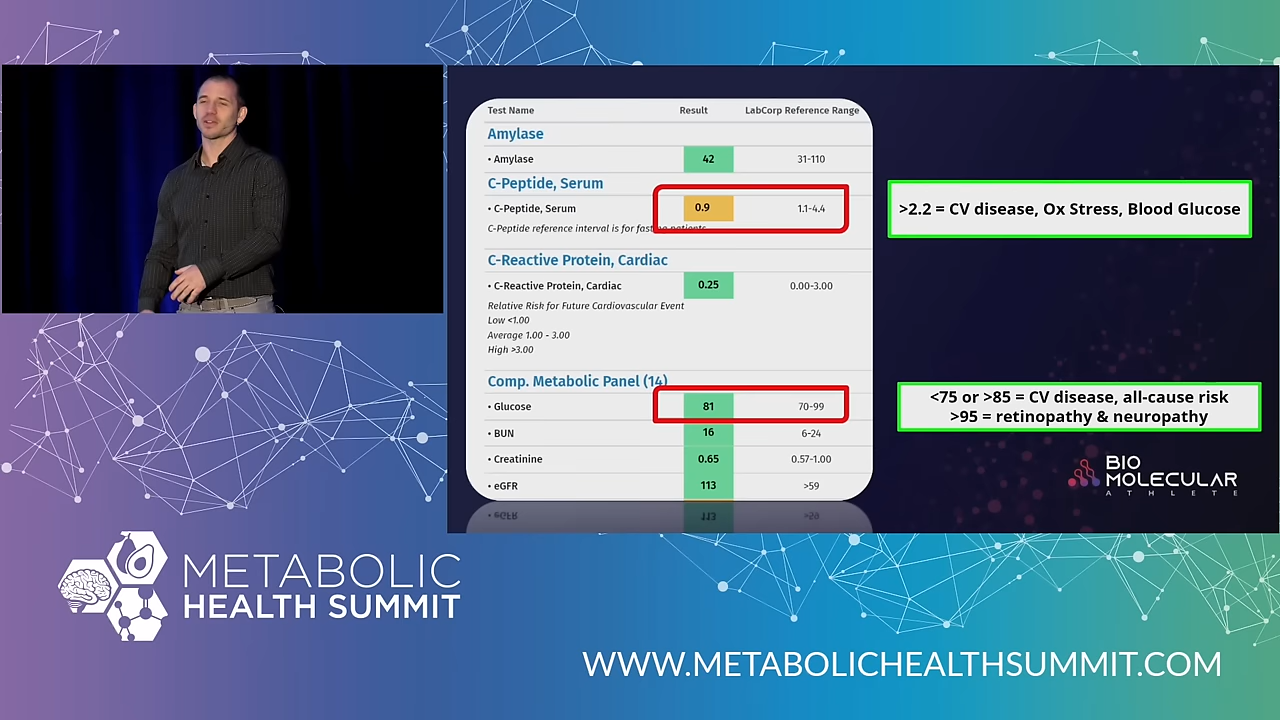 Test Name Result LabCorp Reference Range
Amylase
• Amylase 42 31-110
C-Peptide, Serum
• C-Peptide, Serum 0.9 1.1-4.4
C-Peptide reference interval is for fasting patients.
>2.2 = CV disease, Ox Stress, Blood Glucose
C-Reactive Protein, Cardiac
• C-Reactive Protein, Cardiac 0.25 0.00-3.00
Relative Risk for Future Cardiovascular Event
Low <1.00
Average 1.00 - 3.00
High >3.00
Comp. Metabolic Panel (14)
• Glucose 81 70-99
• BUN 16 6-24
• Creatinine 0.65 0.57-1.00
• eGFR 113 >59
<75 or >85 = CV disease, all-cause risk
>95 = retinopathy & neuropathy
BIO
MOLECULAR
ATHLETE
METABOLIC
HEALTH SUMMIT
WWW.METABOLICHEALTHSUMMIT.COM